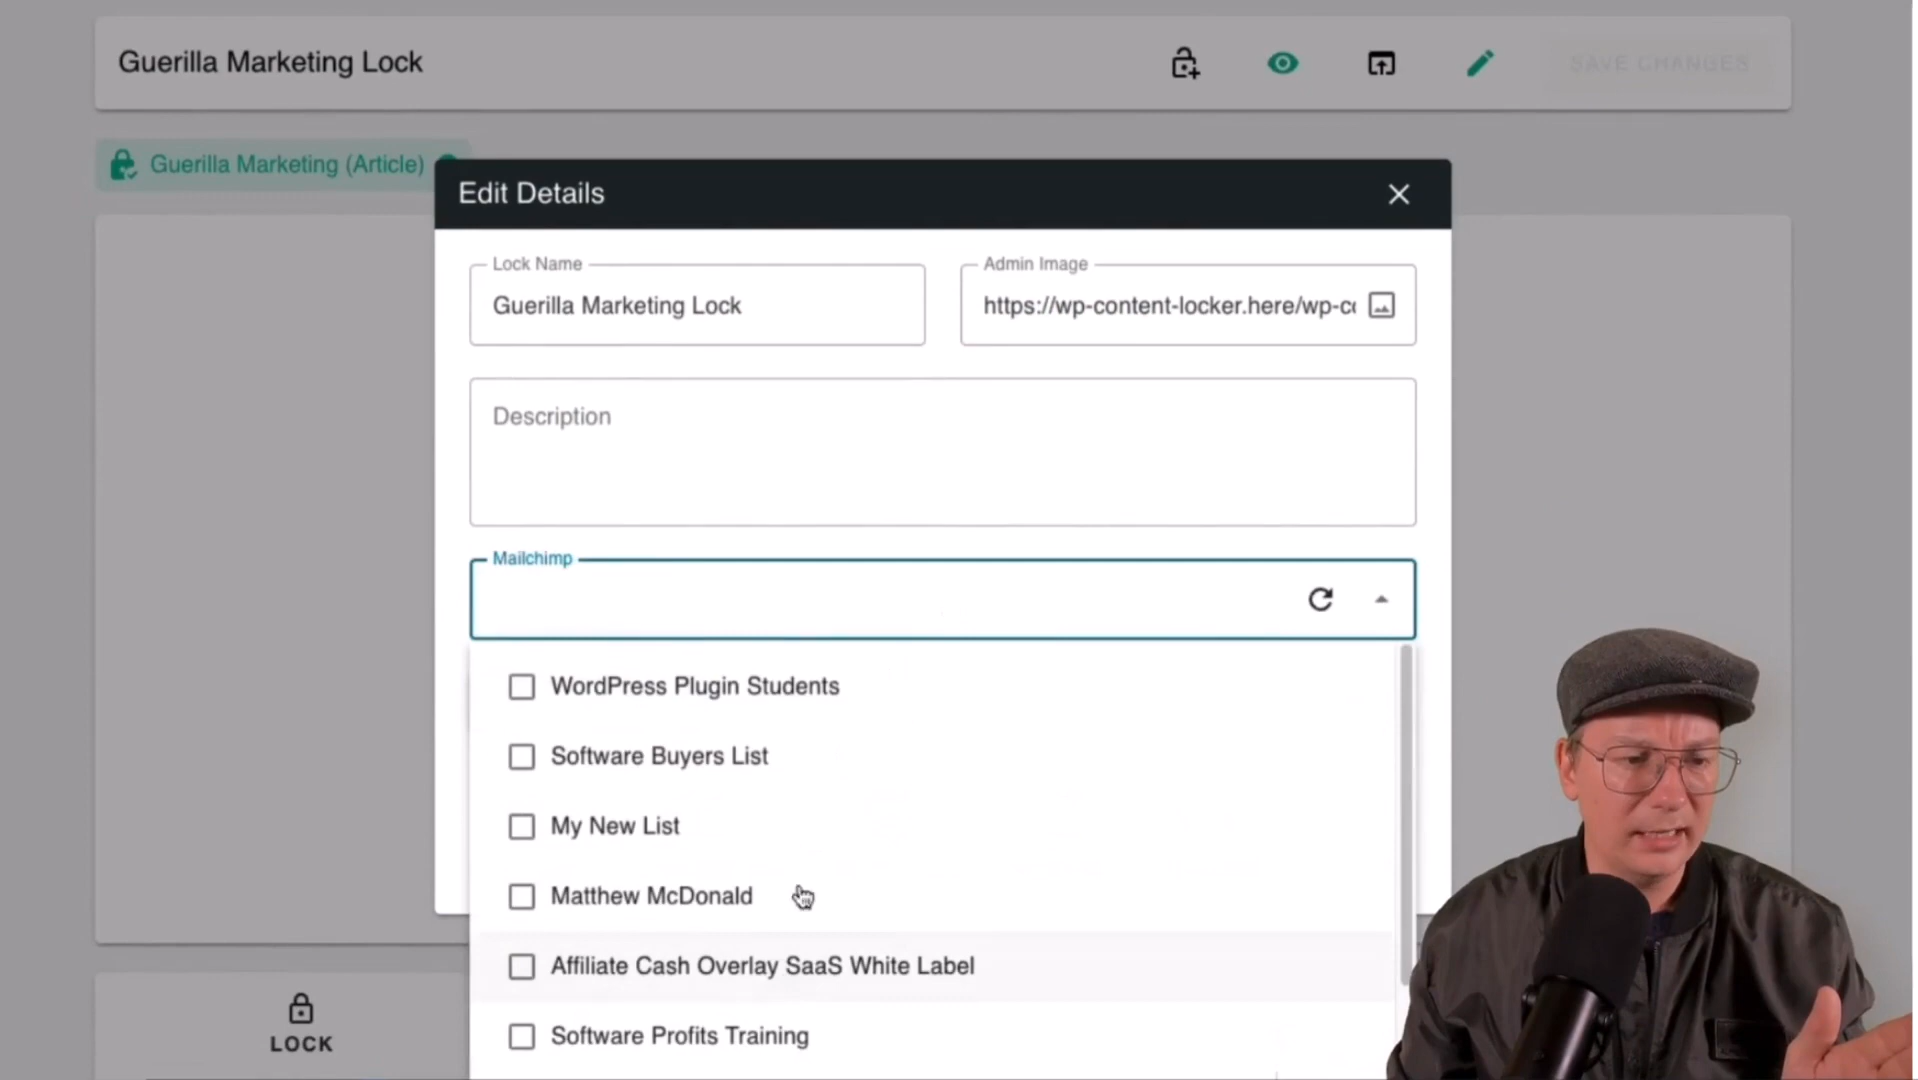 Guerilla Marketing Lock
SAVE CHANGES
Guerilla Marketing (Article)
Edit Details
Lock Name
Guerilla Marketing Lock
Admin Image
https://wp-content-locker.here/wp-co
Description
Mailchimp
WordPress Plugin Students
Software Buyers List
My New List
Matthew McDonald
Affiliate Cash Overlay SaaS White Label
Software Profits Training
LOCK